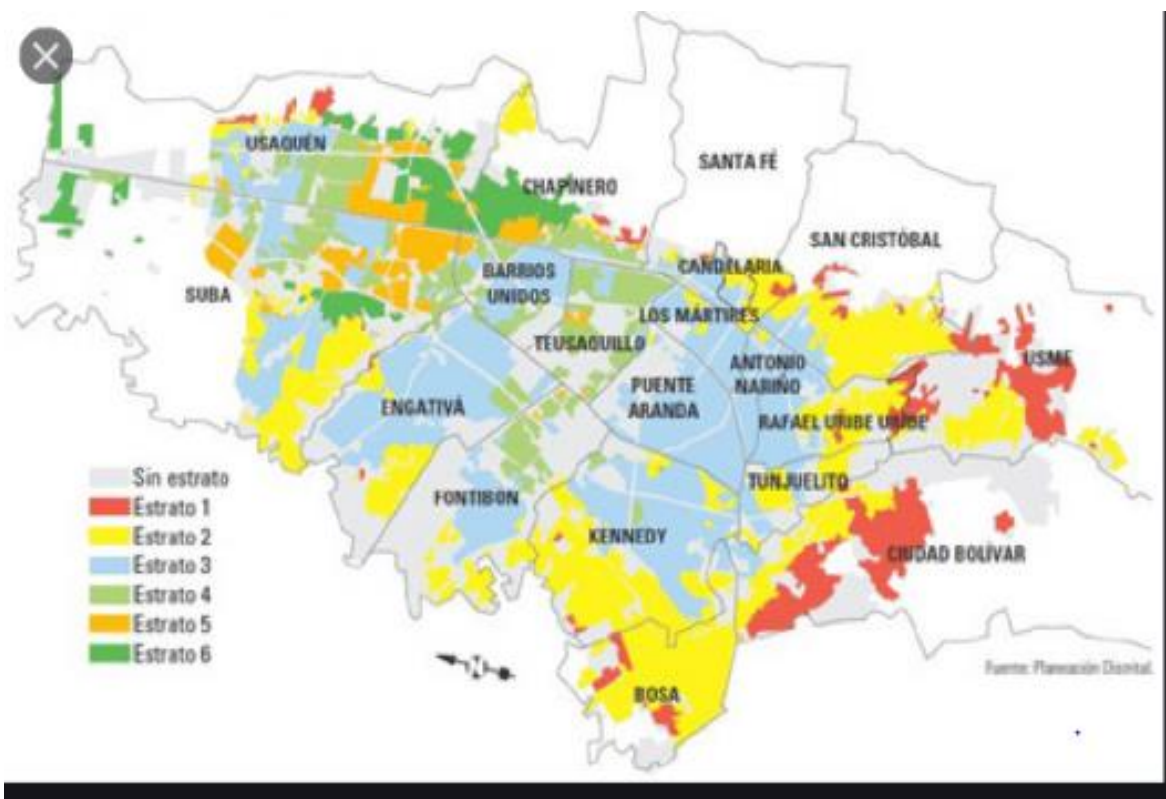 USAQUÉN
SANTA FÉ
CHAPINERO
SAN CRISTÓBAL
CANDELARIA
BARRIOS
UNIDOS
SUBA
LOS MÁRTIRES
TEUSAQUILLO
USME
ANTONIO
NARIÑO
PUENTE
ARANDA
ENGATIVÁ
RAFAEL URIBE URIBE
TUNJUELITO
FONTIBON
KENNEDY
CIUDAD BOLÍVAR
BOSA
Sin estrato
Estrato 1
Estrato 2
Estrato 3
Estrato 4
Estrato 5
Estrato 6
N
Fuente: Planeación Distrital.